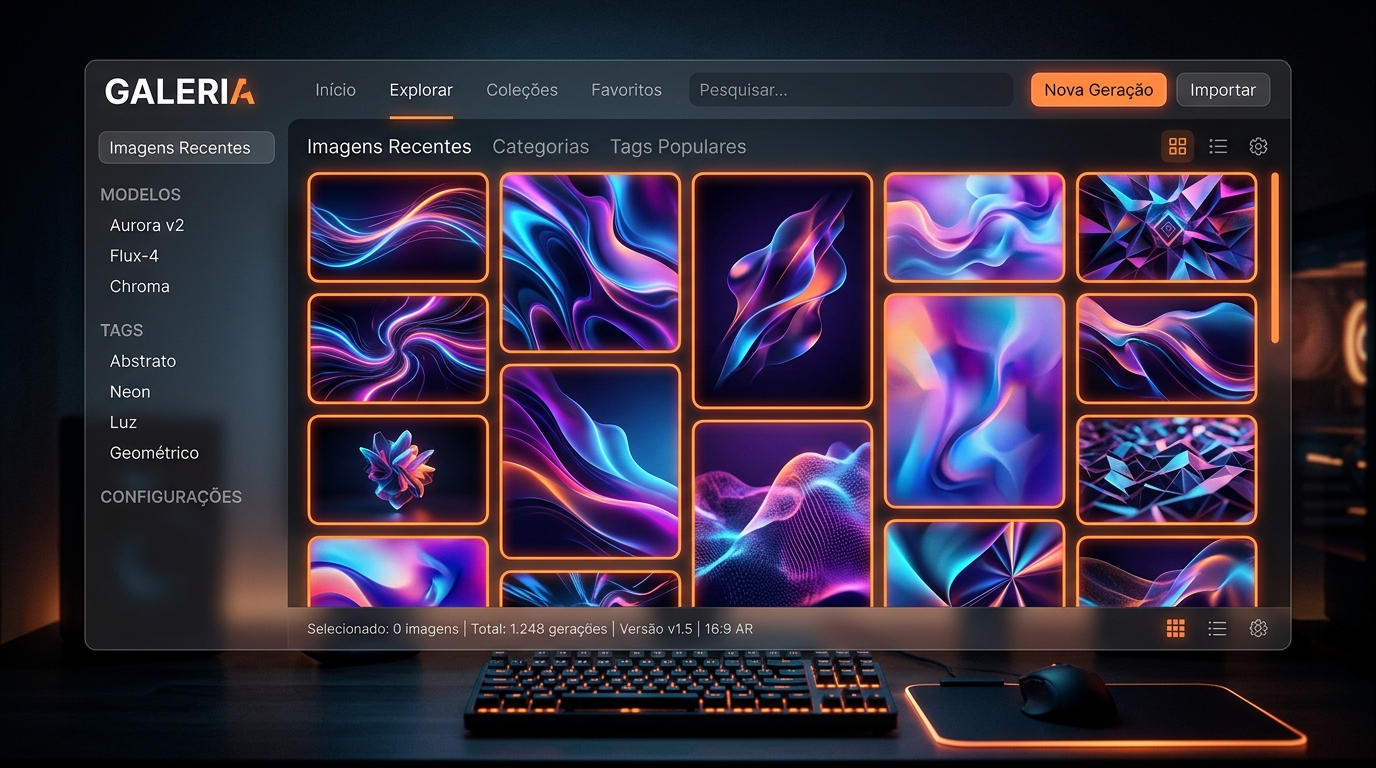 GALERIA
Início
Explorar
Coleções
Favoritos
Pesquisar...
Nova Geração
Importar
Imagens Recentes
MODELOS
Aurora v2
Flux-4
Chroma
TAGS
Abstrato
Neon
Luz
Geométrico
CONFIGURAÇÕES
Imagens Recentes
Categorias
Tags Populares
Selecionado: 0 imagens | Total: 1.248 gerações | Versão v1.5 | 16:9 AR